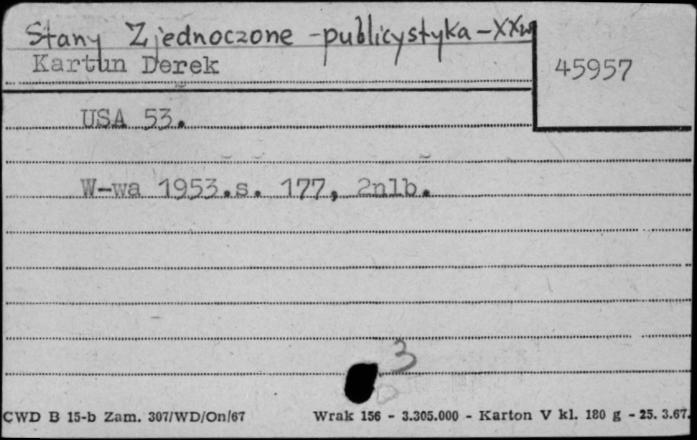 Stany Zjednoczone - publicystyka - XXw
Kartun Derek
45957
USA 53.
W-wa 1953.s. 177, 2nlb.
3
CWD B 15-b Zam. 307/WD/On/67 Wrak 156 - 3.305.000 - Karton V kl. 180 g - 25. 3.67.